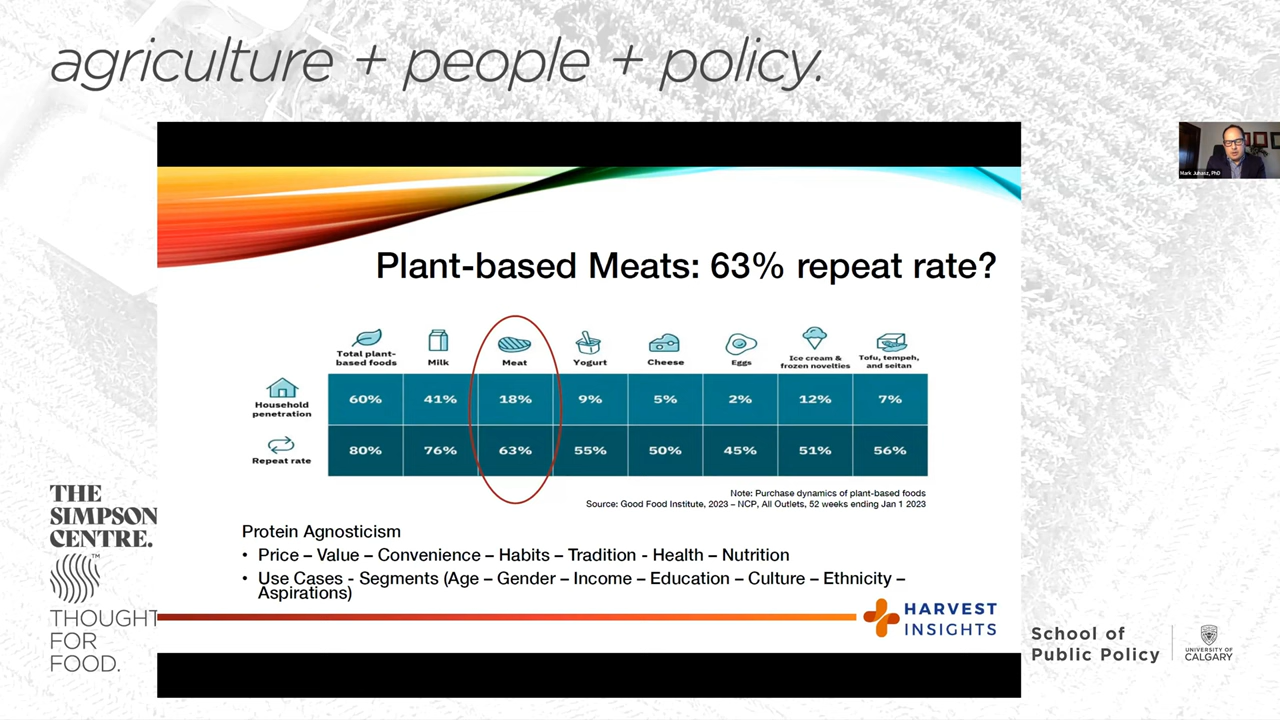 agriculture + people + policy.
Mark Juhasz, PhD
Plant-based Meats: 63% repeat rate?
Total plant-
based foods
Milk
Meat
Yogurt
Cheese
Eggs
Ice cream &
frozen novelties
Tofu, tempeh,
and seitan
Household
penetration
60% 41% 18% 9% 5% 2% 12% 7%
Repeat rate
80% 76% 63% 55% 50% 45% 51% 56%
Note: Purchase dynamics of plant-based foods
Source: Good Food Institute, 2023 – NCP, All Outlets, 52 weeks ending Jan 1 2023
Protein Agnosticism
• Price – Value – Convenience – Habits – Tradition - Health – Nutrition
• Use Cases - Segments (Age – Gender – Income – Education – Culture – Ethnicity –
Aspirations)
HARVEST
INSIGHTS
THE
SIMPSON
CENTRE.
TM
THOUGHT
FOR
FOOD.
School of
Public Policy
UNIVERSITY OF
CALGARY